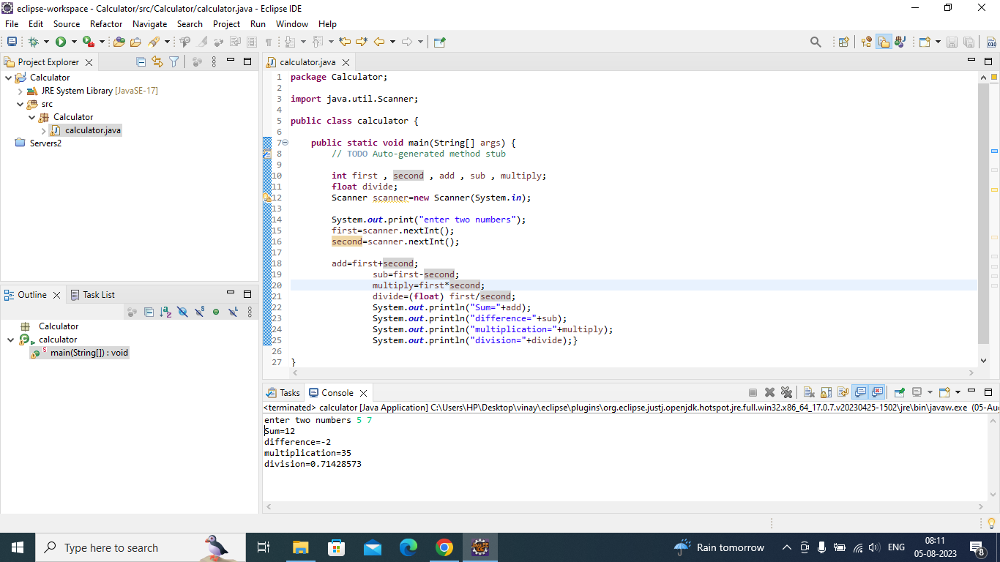 eclipse-workspace - Calculator/src/Calculator/calculator.java - Eclipse IDE
File Edit Source Refactor Navigate Search Project Run Window Help
Project Explorer
Calculator
JRE System Library [JavaSE-17]
src
Calculator
calculator.java
Servers2
Outline Task List
Calculator
calculator
main(String[]) : void
calculator.java
1 package Calculator;
2
3 import java.util.Scanner;
4
5 public class calculator {
6
7 public static void main(String[] args) {
8 // TODO Auto-generated method stub
9
10 int first , second , add , sub , multiply;
11 float divide;
12 Scanner scanner=new Scanner(System.in);
13
14 System.out.print("enter two numbers");
15 first=scanner.nextInt();
16 second=scanner.nextInt();
17
18 add=first+second;
19 sub=first-second;
20 multiply=first*second;
21 divide=(float) first/second;
22 System.out.println("Sum="+add);
23 System.out.println("difference="+sub);
24 System.out.println("multiplication="+multiply);
25 System.out.println("division="+divide);}
26
27 }
Tasks Console
<terminated> calculator [Java Application] C:\Users\HP\Desktop\vinay\eclipse\plugins\org.eclipse.justj.openjdk.hotspot.jre.full.win32.x86_64_17.0.7.v20230425-1502\jre\bin\javaw.exe (05-Au
enter two numbers 5 7
Sum=12
difference=-2
multiplication=35
division=0.71428573
Type here to search
Rain tomorrow
ENG
08:11
05-08-2023
8